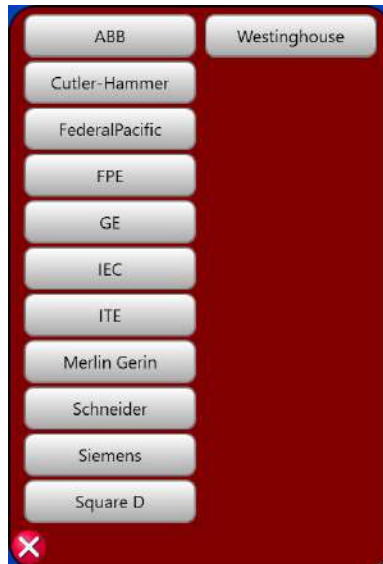 ABB
Cutler-Hammer
FederalPacific
FPE
GE
IEC
ITE
Merlin Gerin
Schneider
Siemens
Square D
Westinghouse